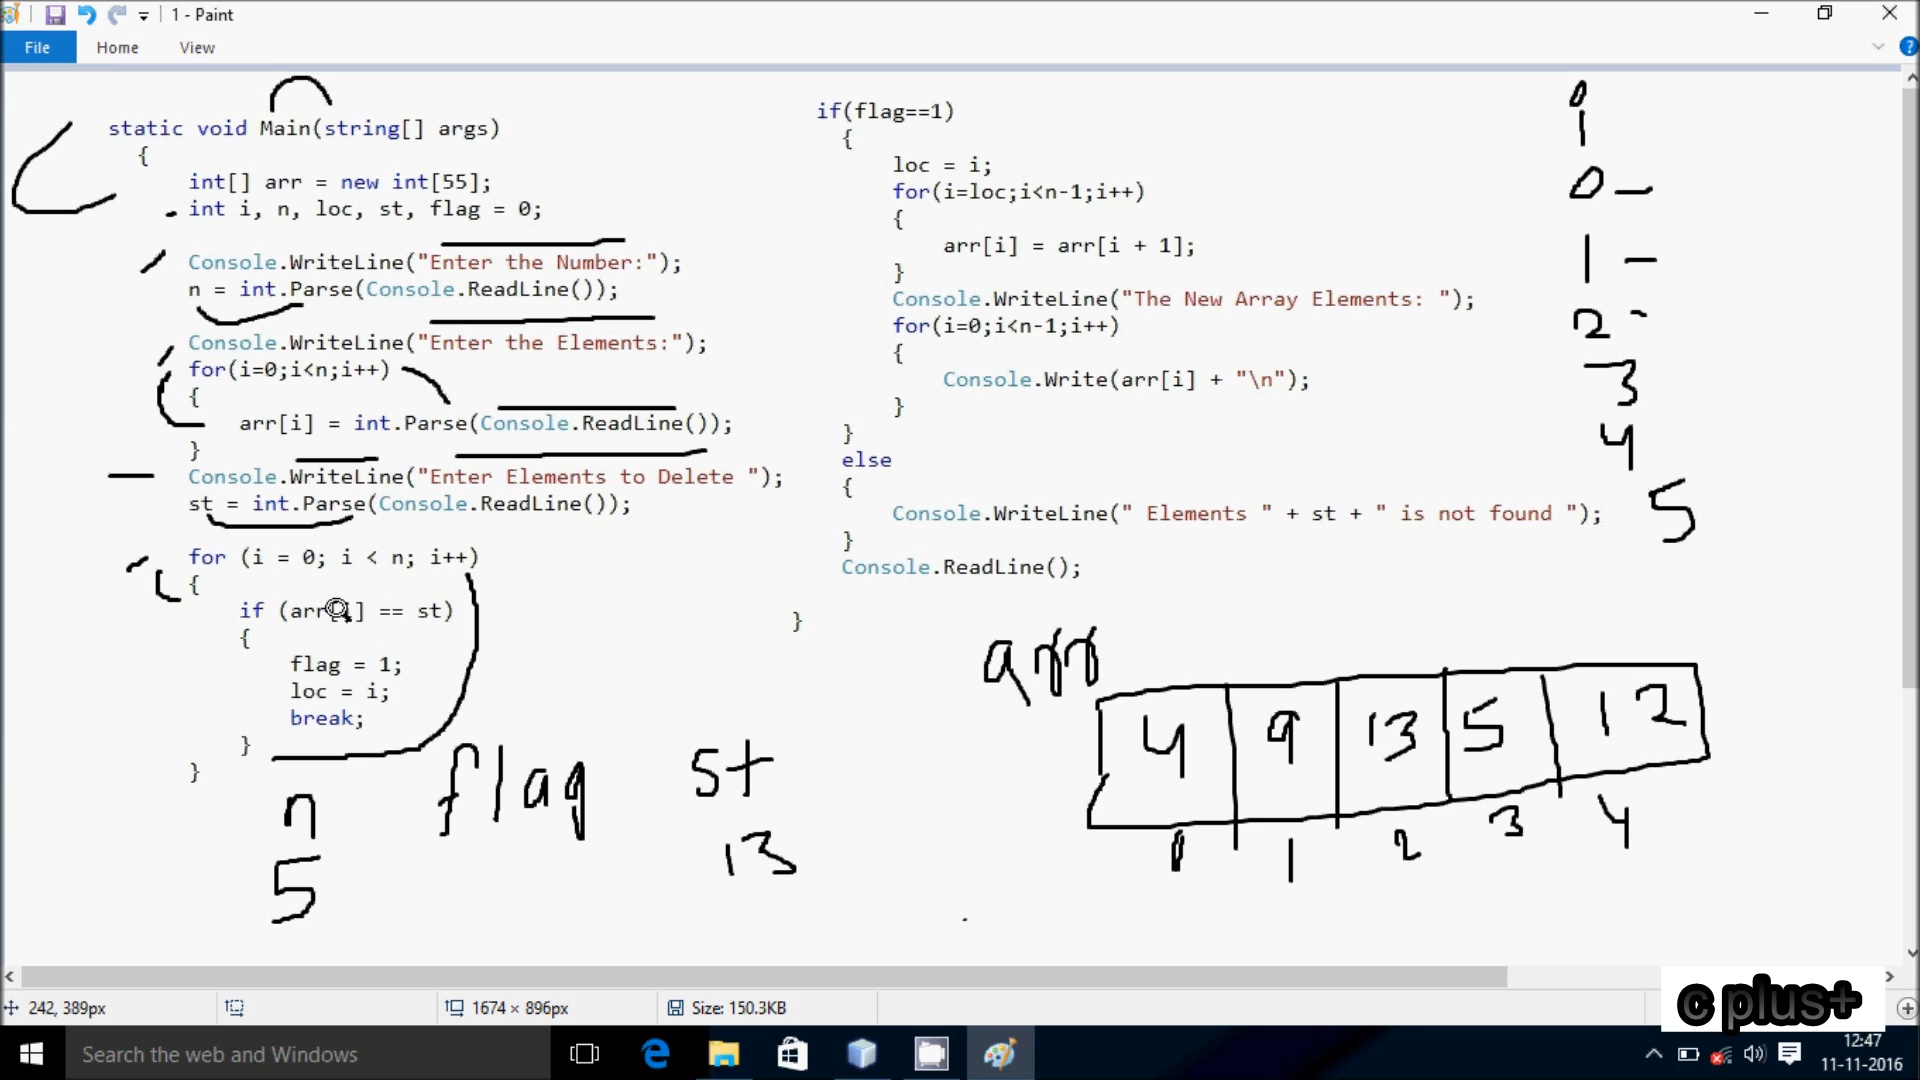 1 - Paint
File Home View
static void Main(string[] args)
{
int[] arr = new int[55];
int i, n, loc, st, flag = 0;
Console.WriteLine("Enter the Number:");
n = int.Parse(Console.ReadLine());
Console.WriteLine("Enter the Elements:");
for(i=0;i<n;i++)
{
arr[i] = int.Parse(Console.ReadLine());
}
Console.WriteLine("Enter Elements to Delete ");
st = int.Parse(Console.ReadLine());
for (i = 0; i < n; i++)
{
if (arr[i] == st)
{
flag = 1;
loc = i;
break;
}
}
if(flag==1)
{
loc = i;
for(i=loc;i<n-1;i++)
{
arr[i] = arr[i + 1];
}
Console.WriteLine("The New Array Elements: ");
for(i=0;i<n-1;i++)
{
Console.Write(arr[i] + "\n");
}
}
else
{
Console.WriteLine(" Elements " + st + " is not found ");
}
Console.ReadLine();
}
i
0
1
2
3
4
5
n
5
flag
st
13
arr
4 9 13 5 12
0 1 2 3 4
242, 389px
1674 × 896px
Size: 150.3KB
c plus+
Search the web and Windows
12:47
11-11-2016